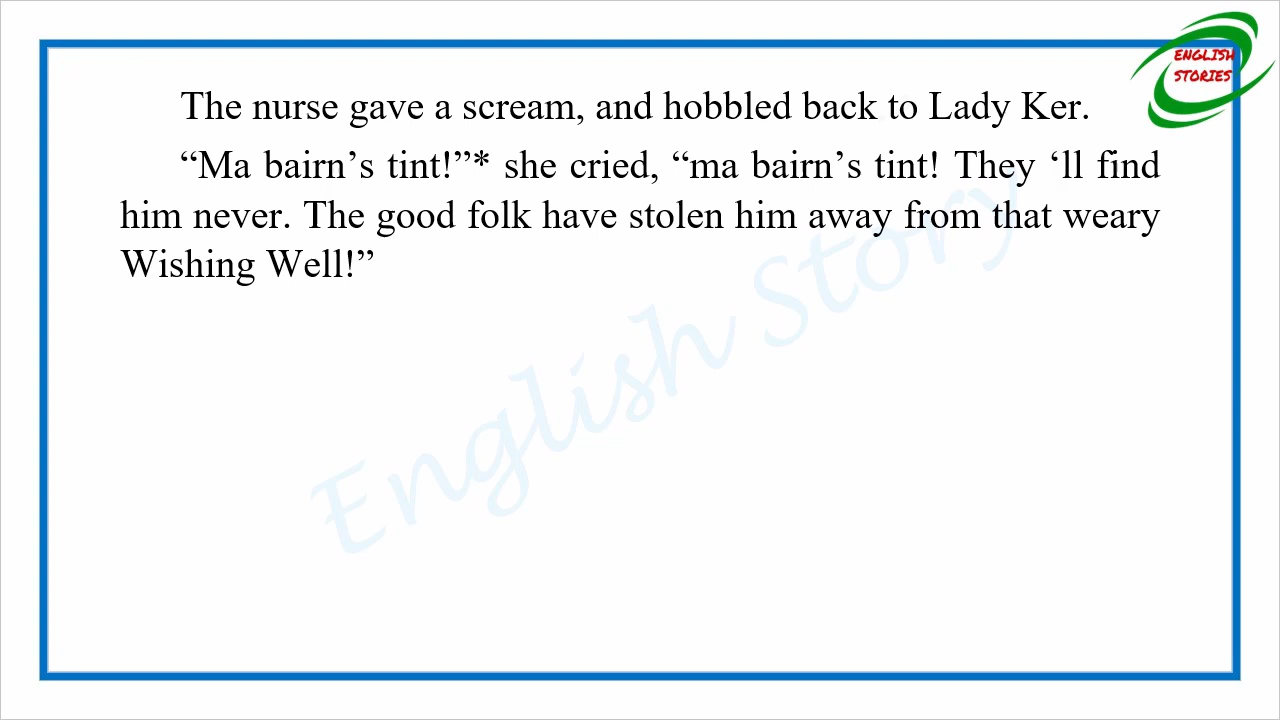 ENGLISH
STORIES
The nurse gave a scream, and hobbled back to Lady Ker.
“Ma bairn’s tint!”* she cried, “ma bairn’s tint! They ‘ll find
him never. The good folk have stolen him away from that weary
Wishing Well!”
English Story